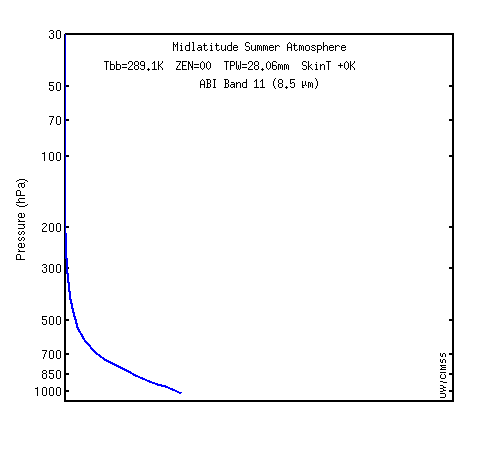 Midlatitude Summer Atmosphere
Tbb=289.1K ZEN=00 TPW=28.06mm SkinT +0K
ABI Band 11 (8.5 µm)
Pressure (hPa)
30
50
70
100
200
300
500
700
850
1000
UW/CIMSS